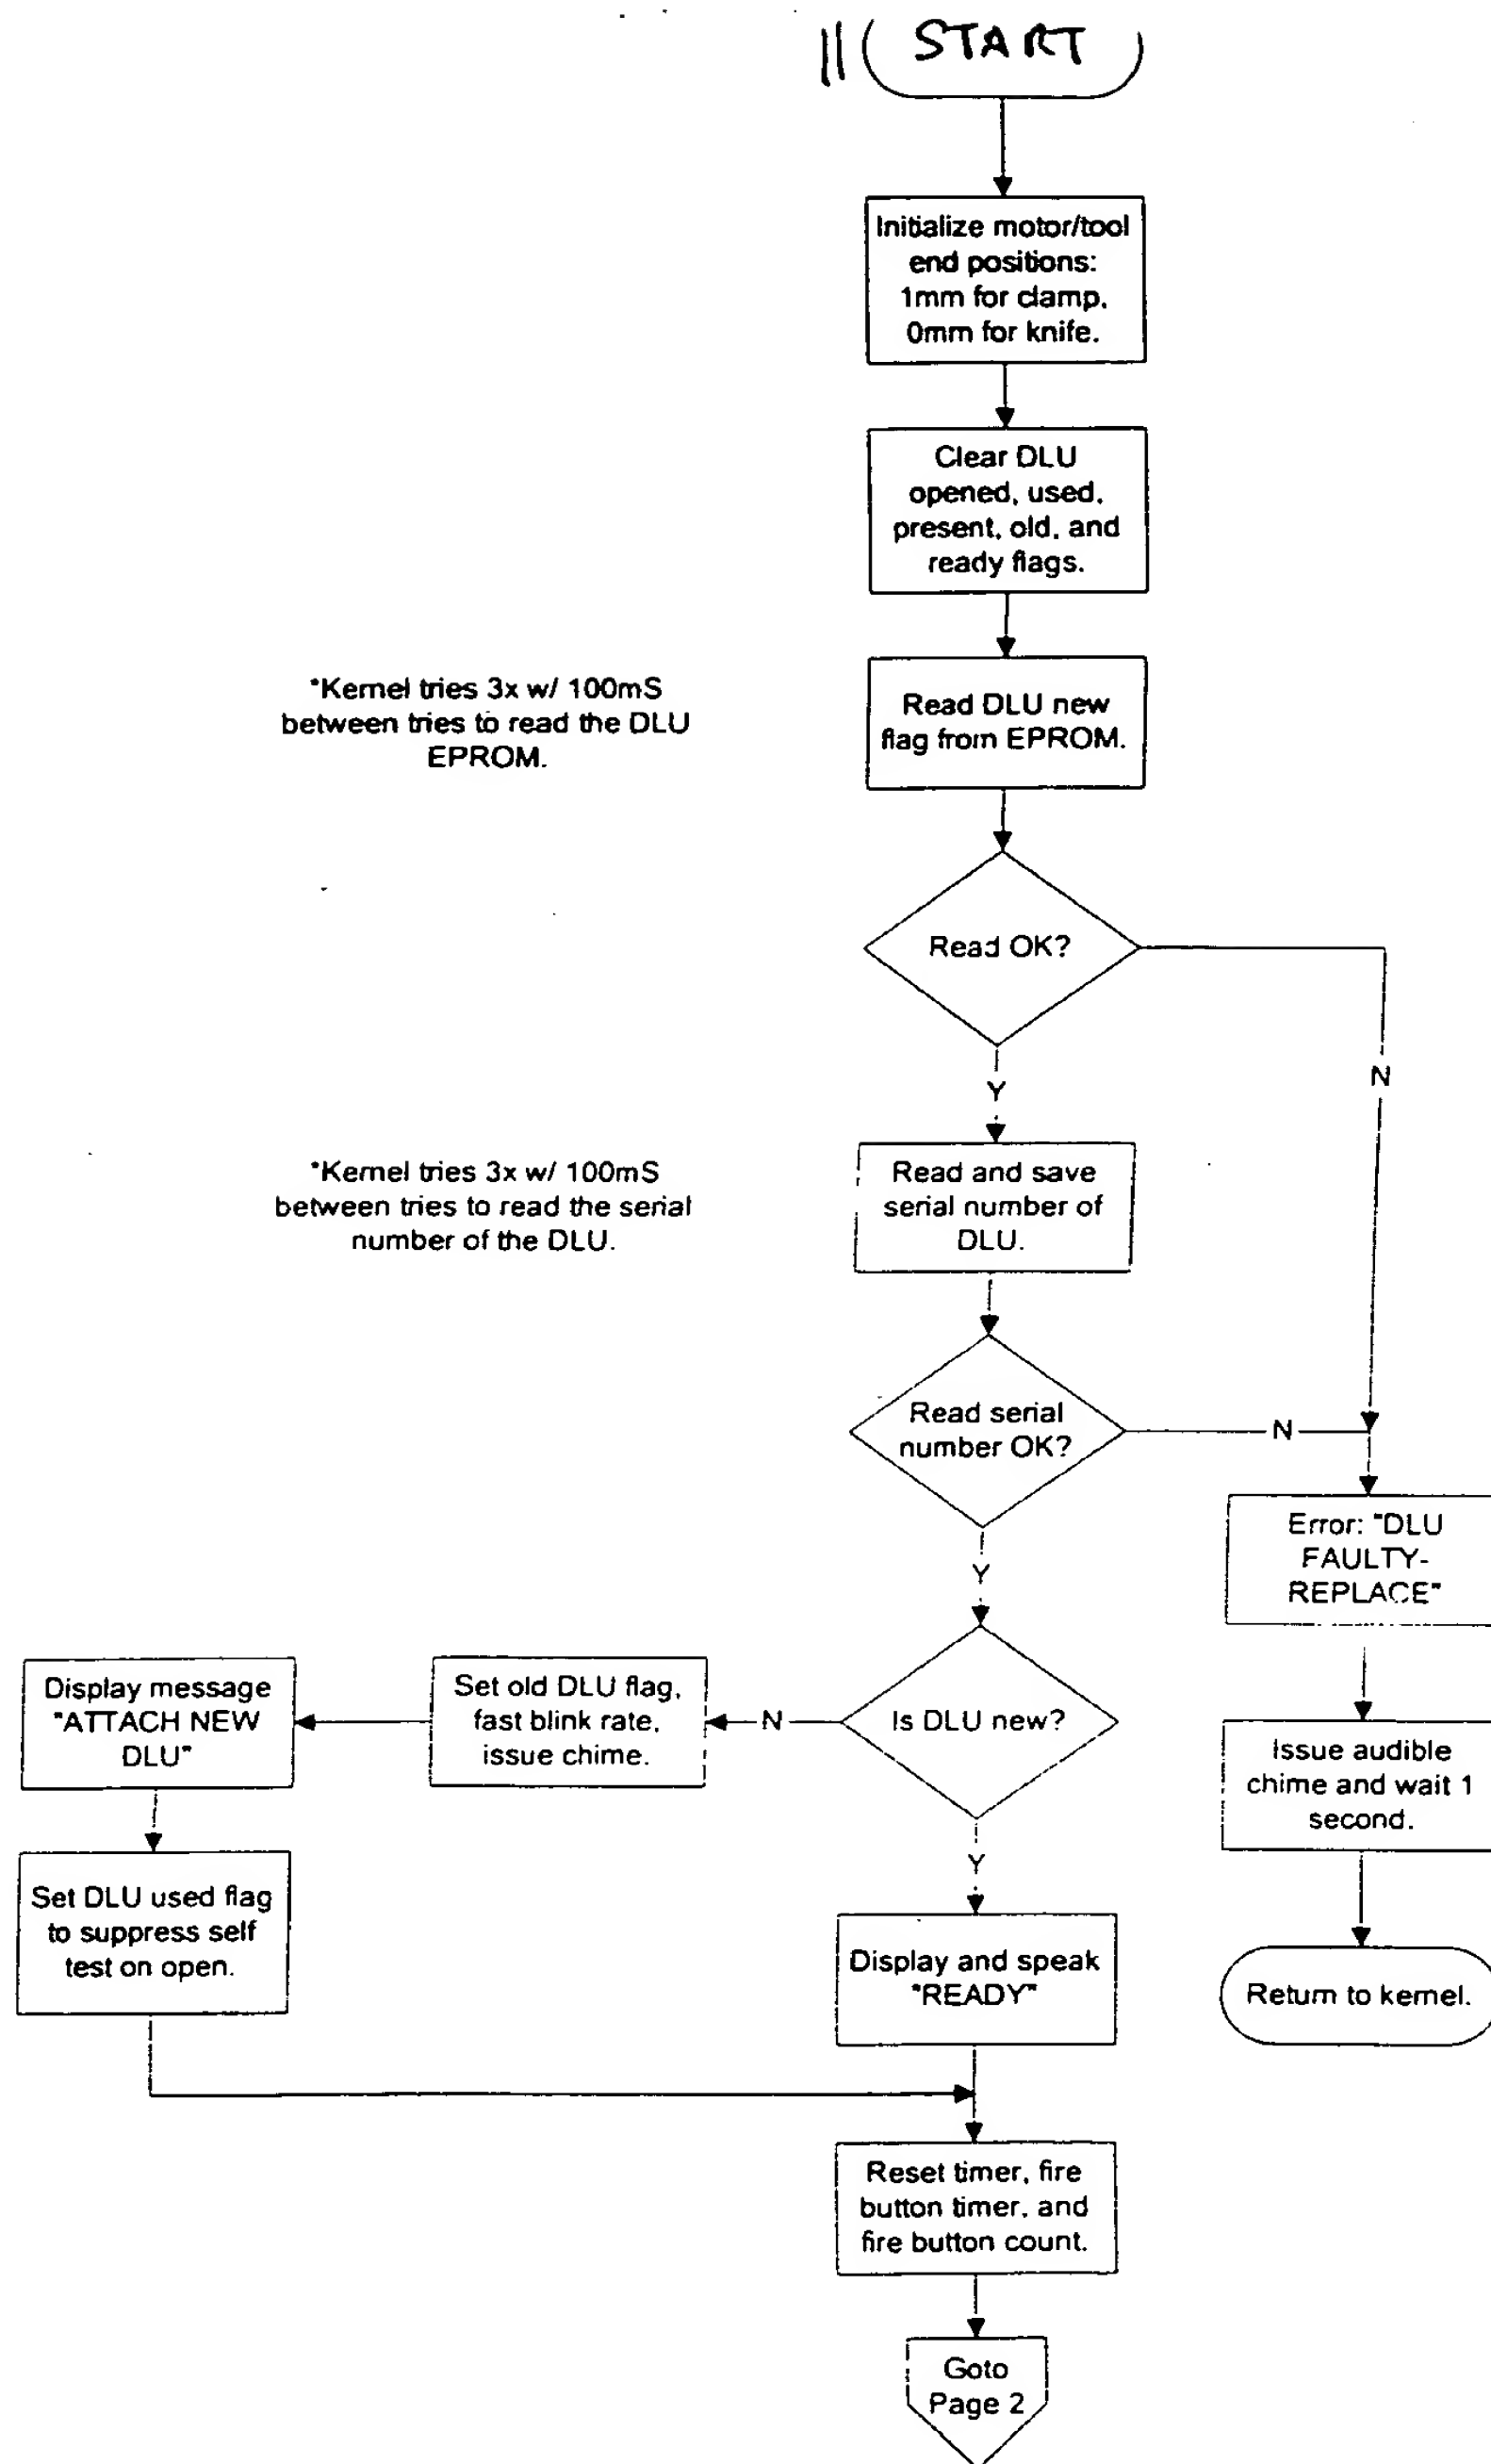 START
Initialize motor/tool
end positions:
1mm for clamp,
0mm for knife.
Clear DLU
opened, used,
present, old, and
ready flags.
*Kernel tries 3x w/ 100mS
between tries to read the DLU
EPROM.
Read DLU new
flag from EPROM.
Read OK?
N
Y
*Kernel tries 3x w/ 100mS
between tries to read the serial
number of the DLU.
Read and save
serial number of
DLU.
Read serial
number OK?
N
Y
Error: "DLU
FAULTY-
REPLACE"
Display message
"ATTACH NEW
DLU"
Set old DLU flag,
fast blink rate,
issue chime.
N
Is DLU new?
Y
Issue audible
chime and wait 1
second.
Set DLU used flag
to suppress self
test on open.
Display and speak
"READY"
Return to kernel.
Reset timer, fire
button timer, and
fire button count.
Goto
Page 2